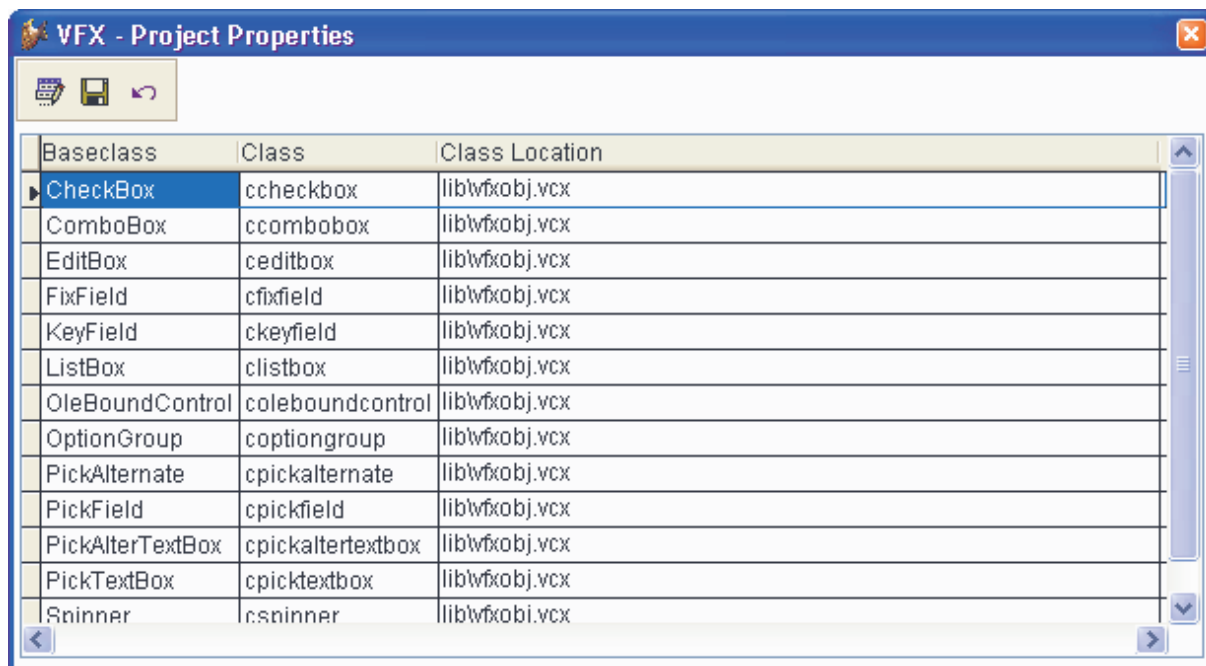 VFX - Project Properties
Baseclass Class Class Location
CheckBox ccheckbox lib\vfxobj.vcx
ComboBox ccombobox lib\vfxobj.vcx
EditBox ceditbox lib\vfxobj.vcx
FixField cfixfield lib\vfxobj.vcx
KeyField ckeyfield lib\vfxobj.vcx
ListBox clistbox lib\vfxobj.vcx
OleBoundControl coleboundcontrol lib\vfxobj.vcx
OptionGroup coptiongroup lib\vfxobj.vcx
PickAlternate cpickalternate lib\vfxobj.vcx
PickField cpickfield lib\vfxobj.vcx
PickAlterTextBox cpickaltertextbox lib\vfxobj.vcx
PickTextBox cpicktextbox lib\vfxobj.vcx
Spinner cspinner lib\vfxobj.vcx